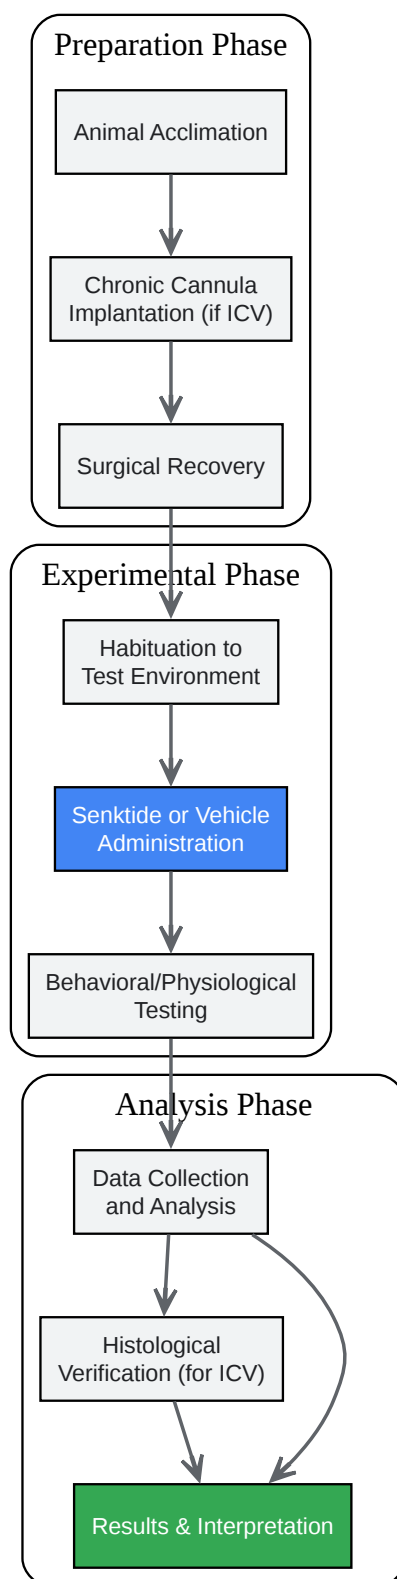 Preparation Phase
Animal Acclimation
Chronic Cannula
Implantation (if ICV)
Surgical Recovery
Experimental Phase
Habituation to
Test Environment
Senktide or Vehicle
Administration
Behavioral/Physiological
Testing
Analysis Phase
Data Collection
and Analysis
Histological
Verification (for ICV)
Results & Interpretation